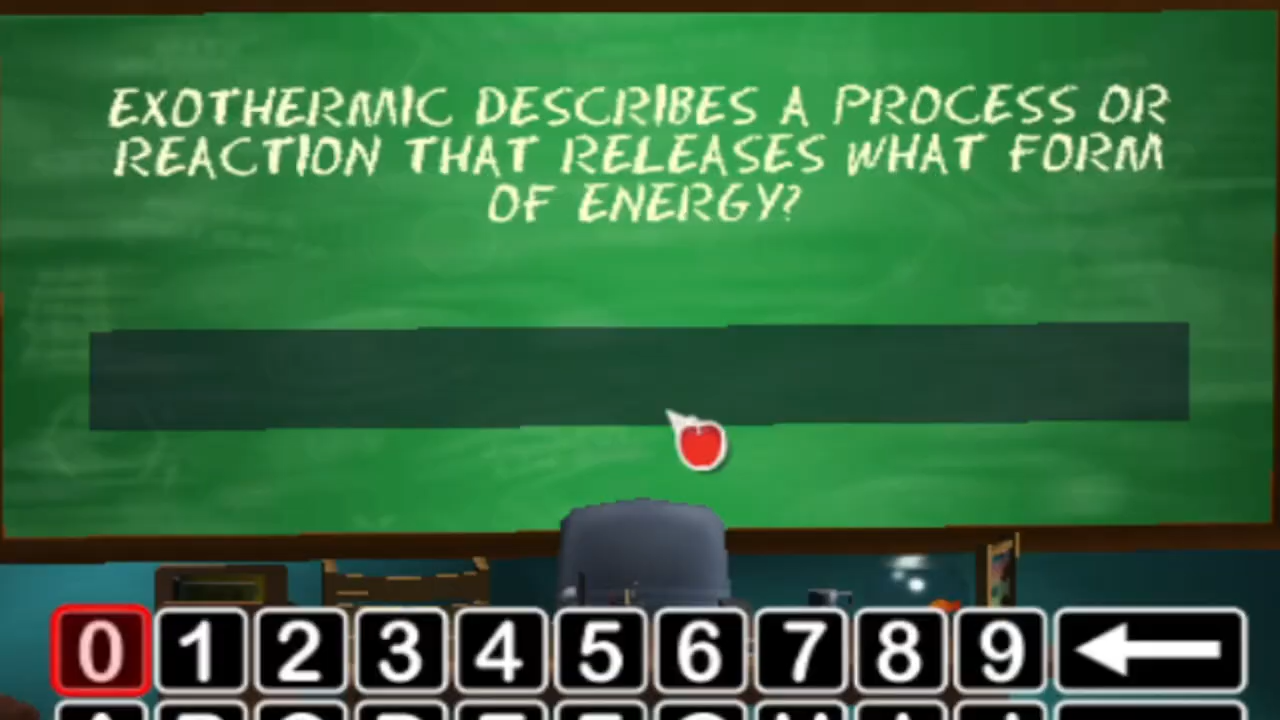 EXOTHERMIC DESCRIBES A PROCESS OR
REACTION THAT RELEASES WHAT FORM
OF ENERGY?
0 1 2 3 4 5 6 7 8 9